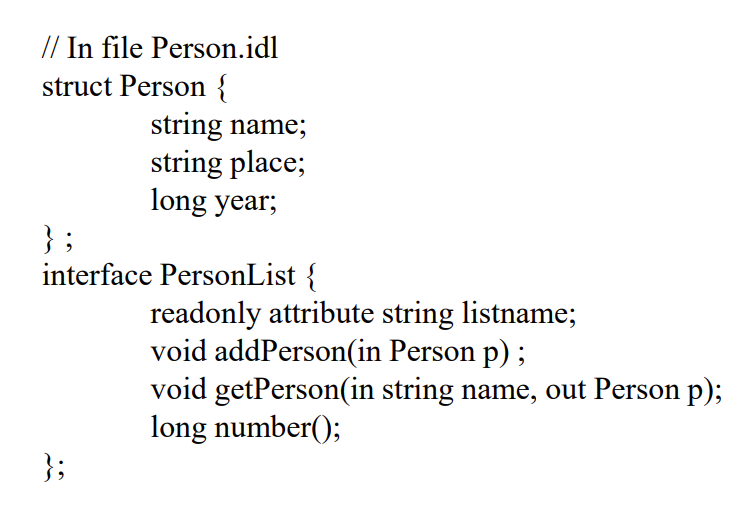 // In file Person.idl
struct Person {
string name;
string place;
long year;
} ;
interface PersonList {
readonly attribute string listname;
void addPerson(in Person p) ;
void getPerson(in string name, out Person p);
long number();
};